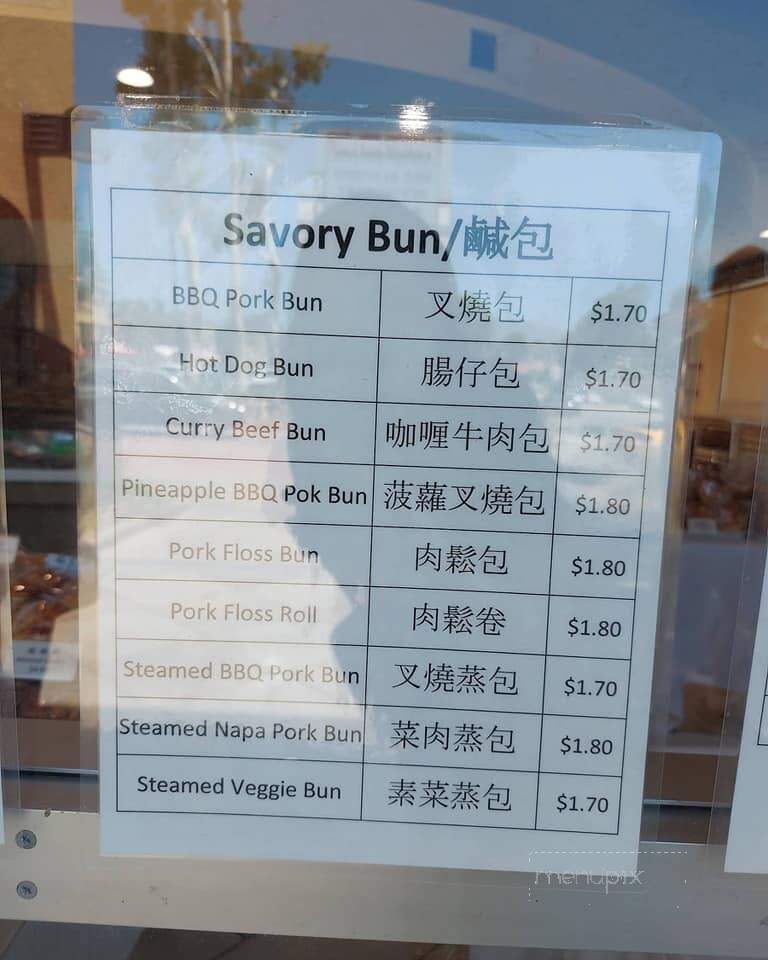 Savory Bun/鹹包
BBQ Pork Bun 叉燒包 $1.70
Hot Dog Bun 腸仔包 $1.70
Curry Beef Bun 咖喱牛肉包 $1.70
Pineapple BBQ Pok Bun 菠蘿叉燒包 $1.80
Pork Floss Bun 肉鬆包 $1.80
Pork Floss Roll 肉鬆卷 $1.80
Steamed BBQ Pork Bun 叉燒蒸包 $1.70
Steamed Napa Pork Bun 菜肉蒸包 $1.80
Steamed Veggie Bun 素菜蒸包 $1.70
menupix